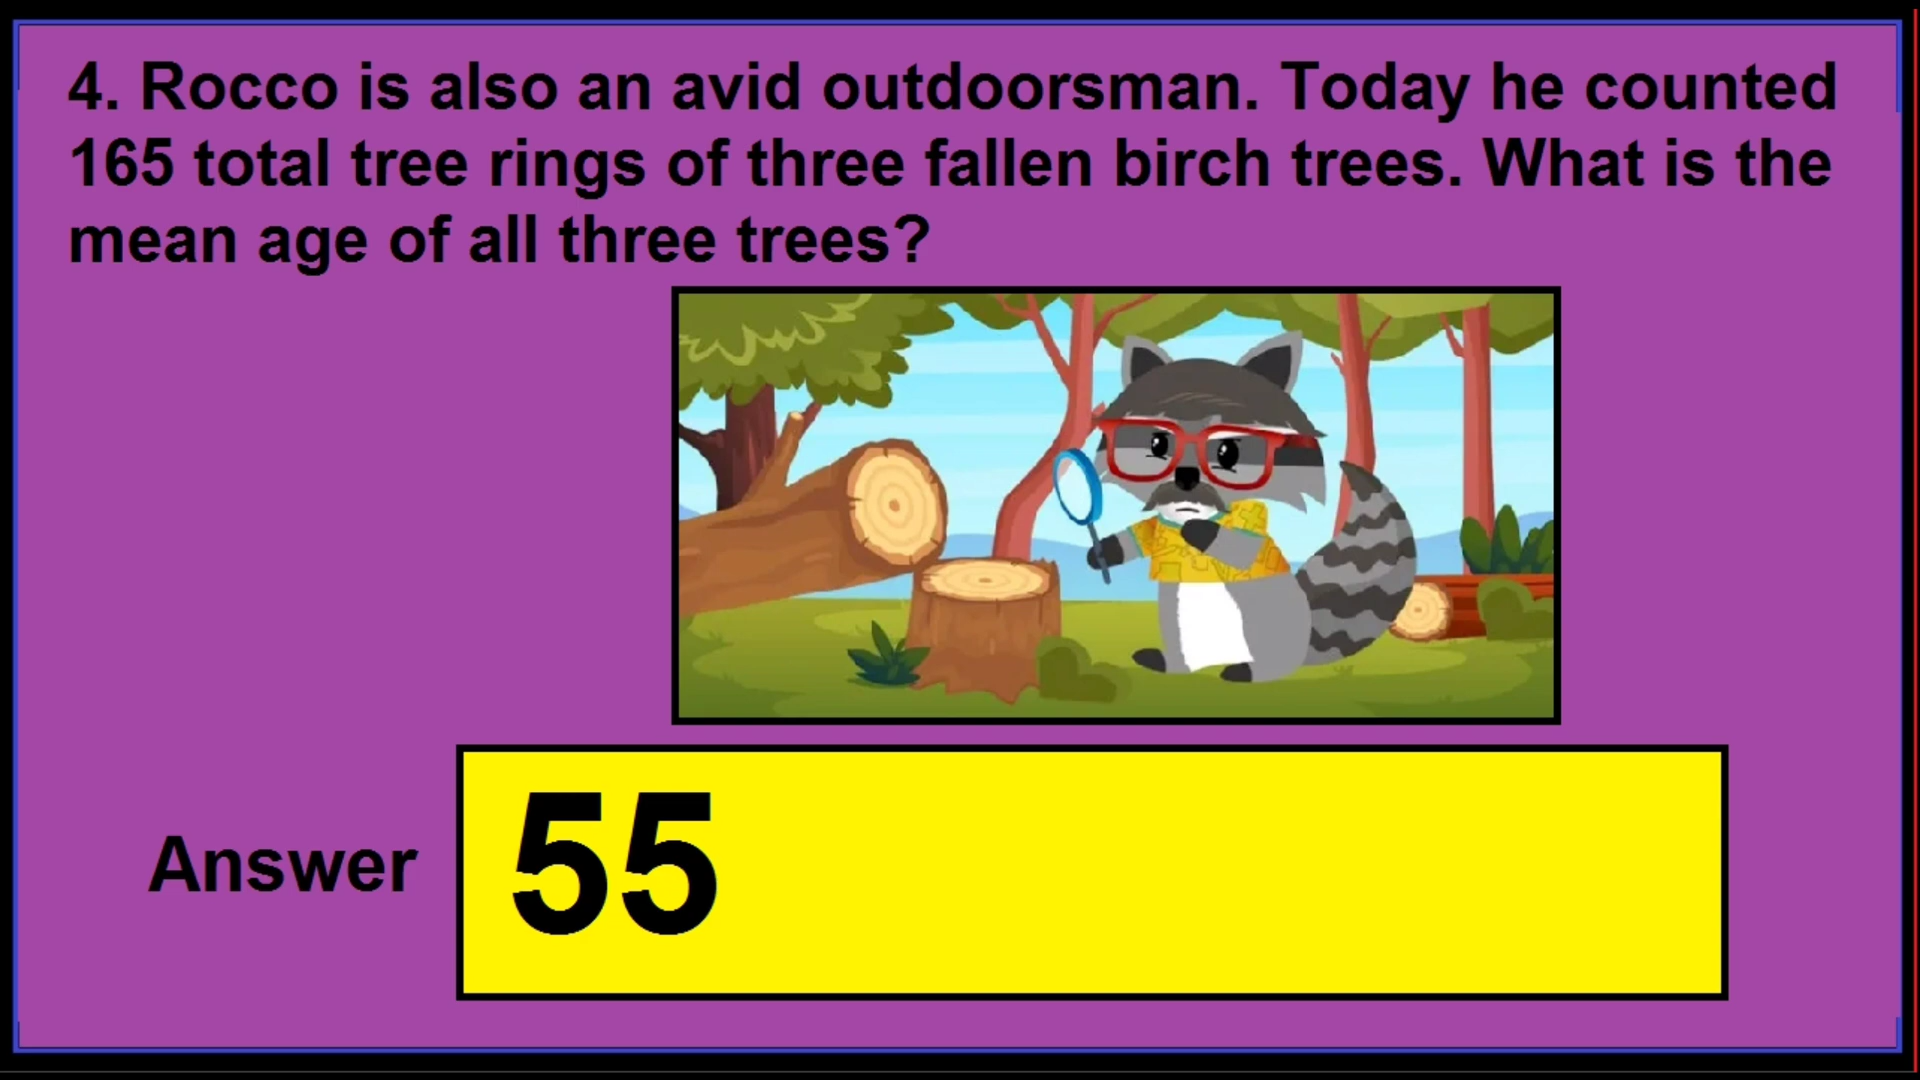 4. Rocco is also an avid outdoorsman. Today he counted
165 total tree rings of three fallen birch trees. What is the
mean age of all three trees?
Answer
55